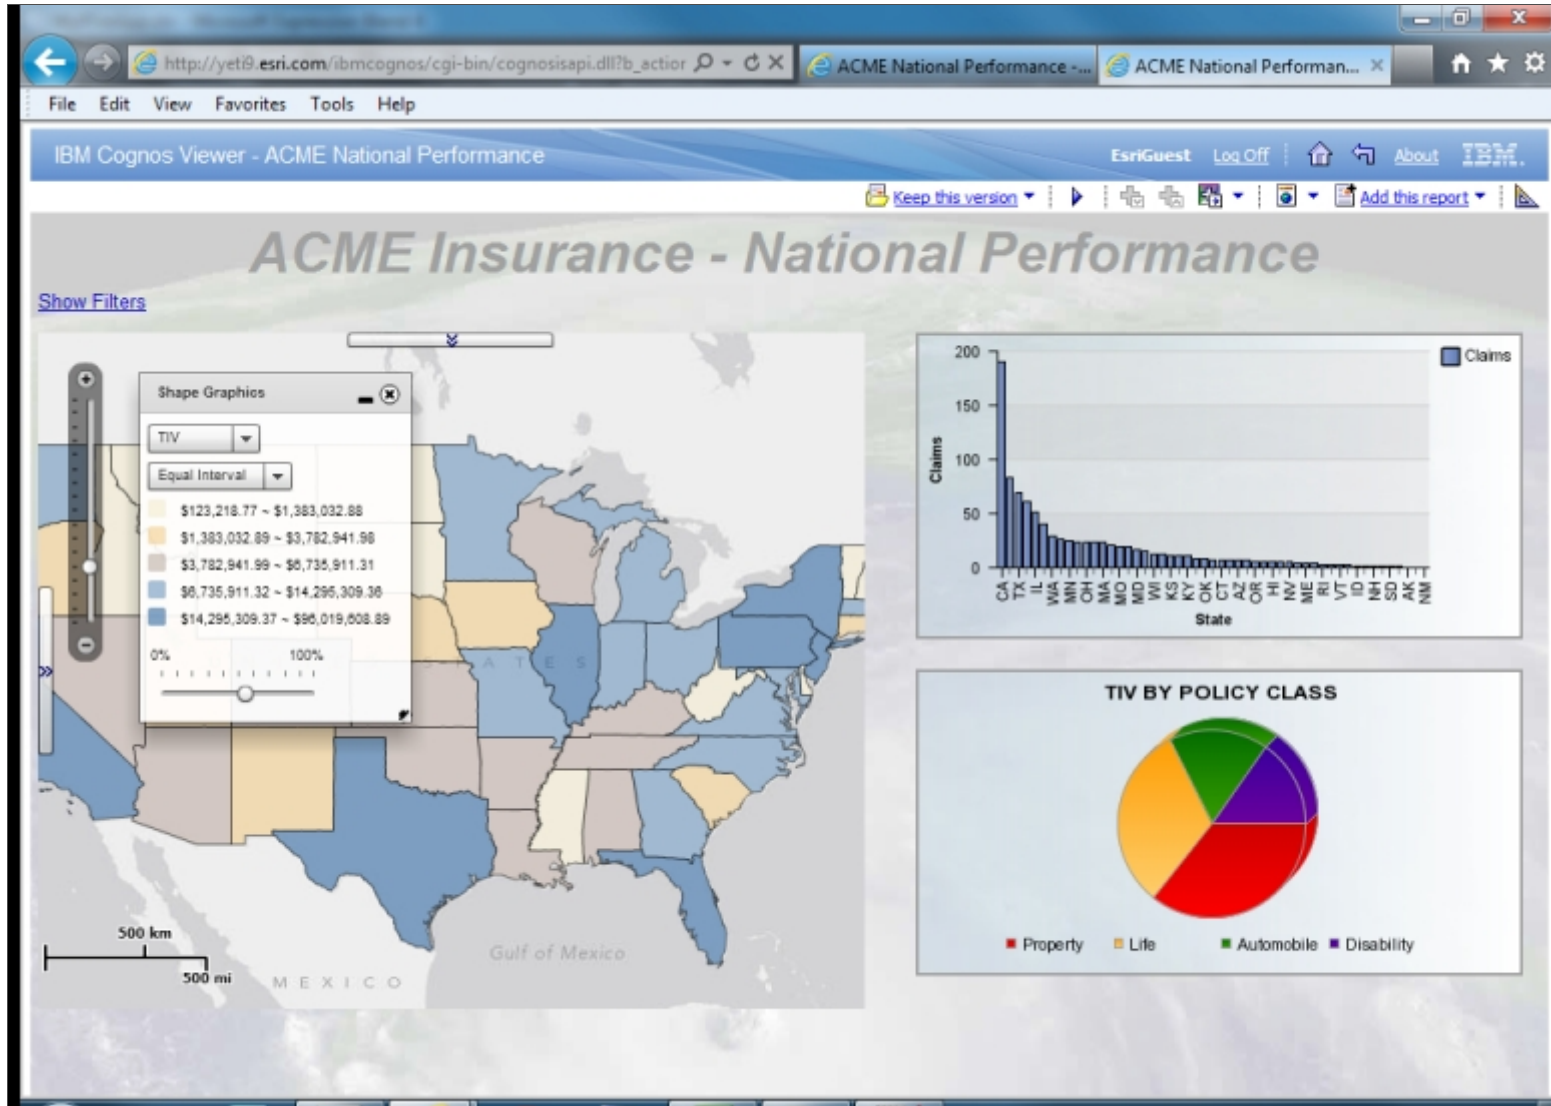 http://yeti9.esri.com/ibmcognos/cgi-bin/cognosisapi.dll?b_action
ACME National Performance -...
ACME National Performan...
File Edit View Favorites Tools Help
IBM Cognos Viewer - ACME National Performance
EsriGuest Log Off About IBM.
Keep this version Add this report
ACME Insurance - National Performance
Show Filters
Shape Graphics
TIV
Equal Interval
$123,218.77 ~ $1,383,032.88
$1,383,032.89 ~ $3,782,941.98
$3,782,941.99 ~ $6,735,911.31
$6,735,911.32 ~ $14,295,309.36
$14,295,309.37 ~ $96,019,608.89
0% 100%
A T E S
500 km
500 mi
MEXICO
Gulf of Mexico
200
150
100
50
0
Claims
Claims
CA TX IL WA MN OH MA MO MD WI KS KY OK CT AZ OR HI NV ME RI VT ID NH SD AK NM
State
TIV BY POLICY CLASS
Property Life Automobile Disability